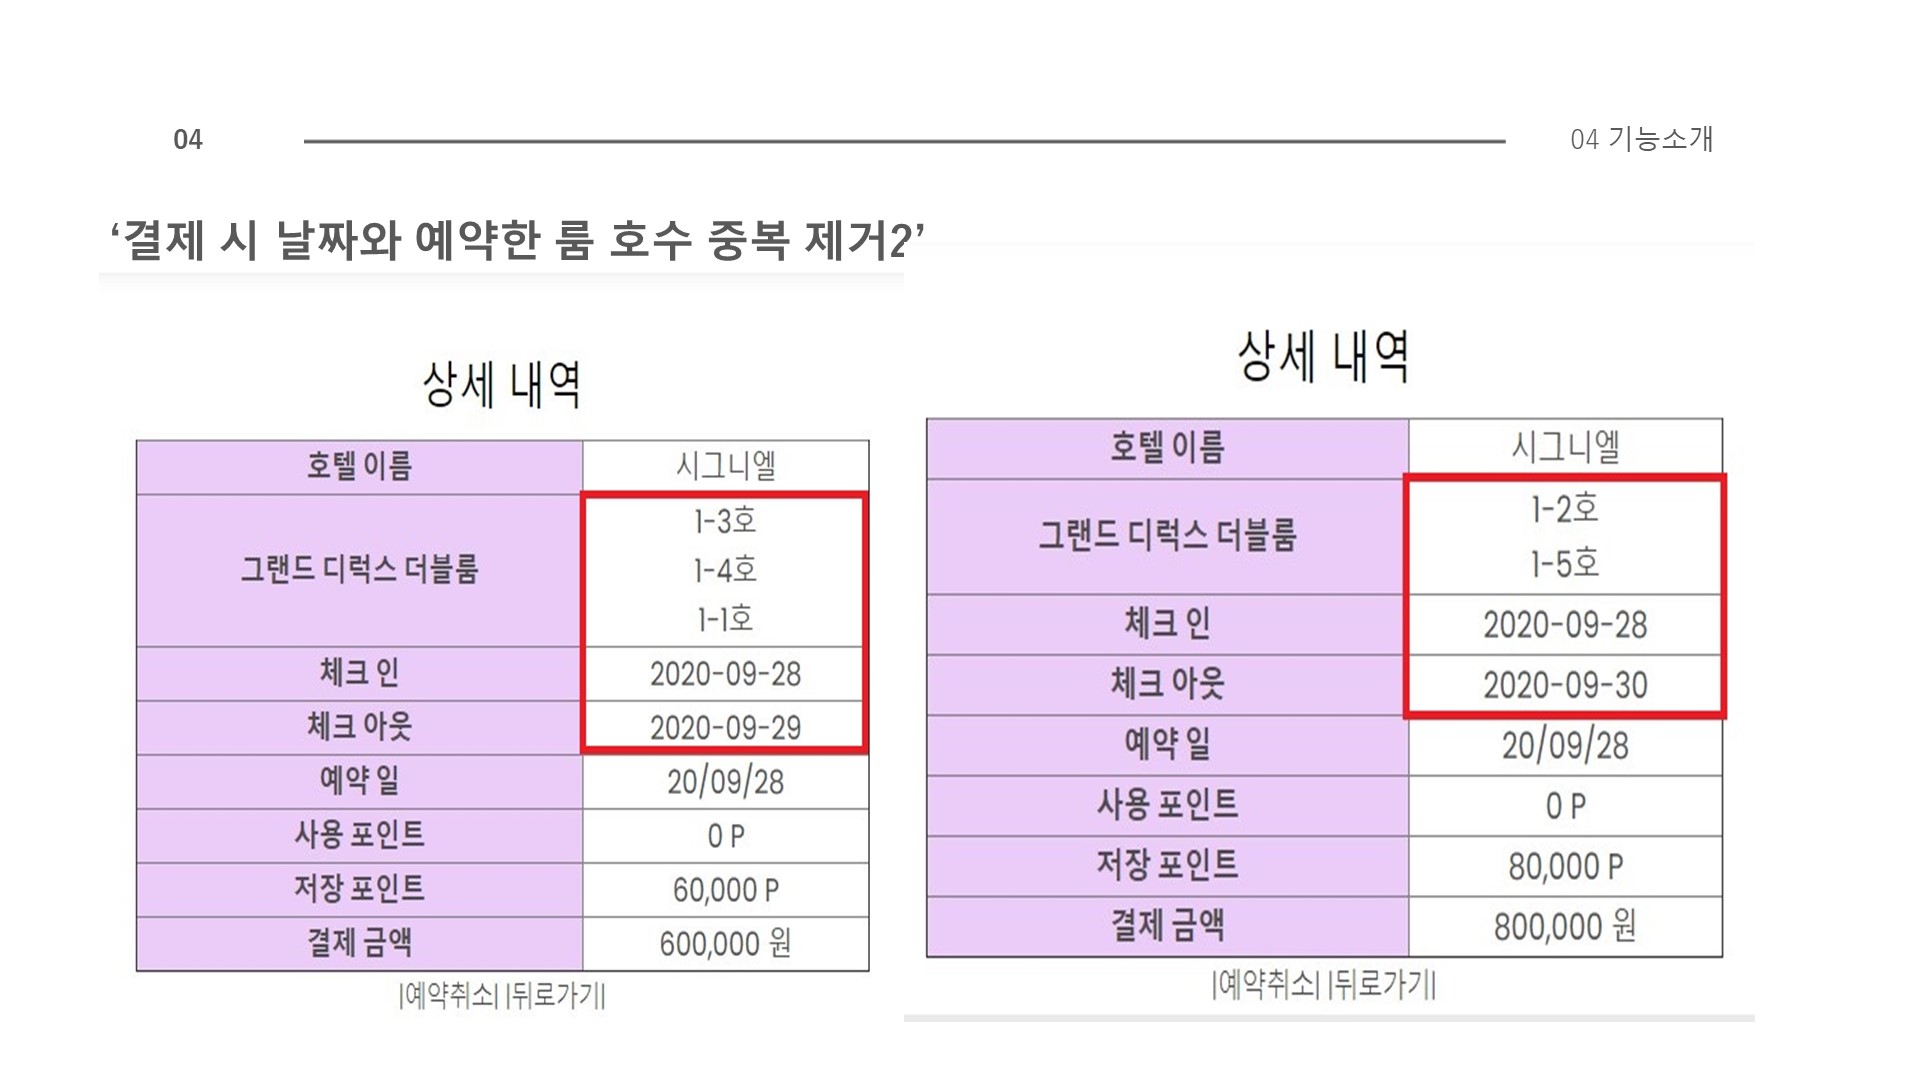 04
04 기능소개
‘결제 시 날짜와 예약한 룸 호수 중복 제거2’
상세 내역
호텔 이름 시그니엘
그랜드 디럭스 더블룸
1-3호
1-4호
1-1호
체크 인 2020-09-28
체크 아웃 2020-09-29
예약 일 20/09/28
사용 포인트 0 P
저장 포인트 60,000 P
결제 금액 600,000 원
|예약취소| |뒤로가기|
상세 내역
호텔 이름 시그니엘
그랜드 디럭스 더블룸
1-2호
1-5호
체크 인 2020-09-28
체크 아웃 2020-09-30
예약 일 20/09/28
사용 포인트 0 P
저장 포인트 80,000 P
결제 금액 800,000 원
|예약취소| |뒤로가기|